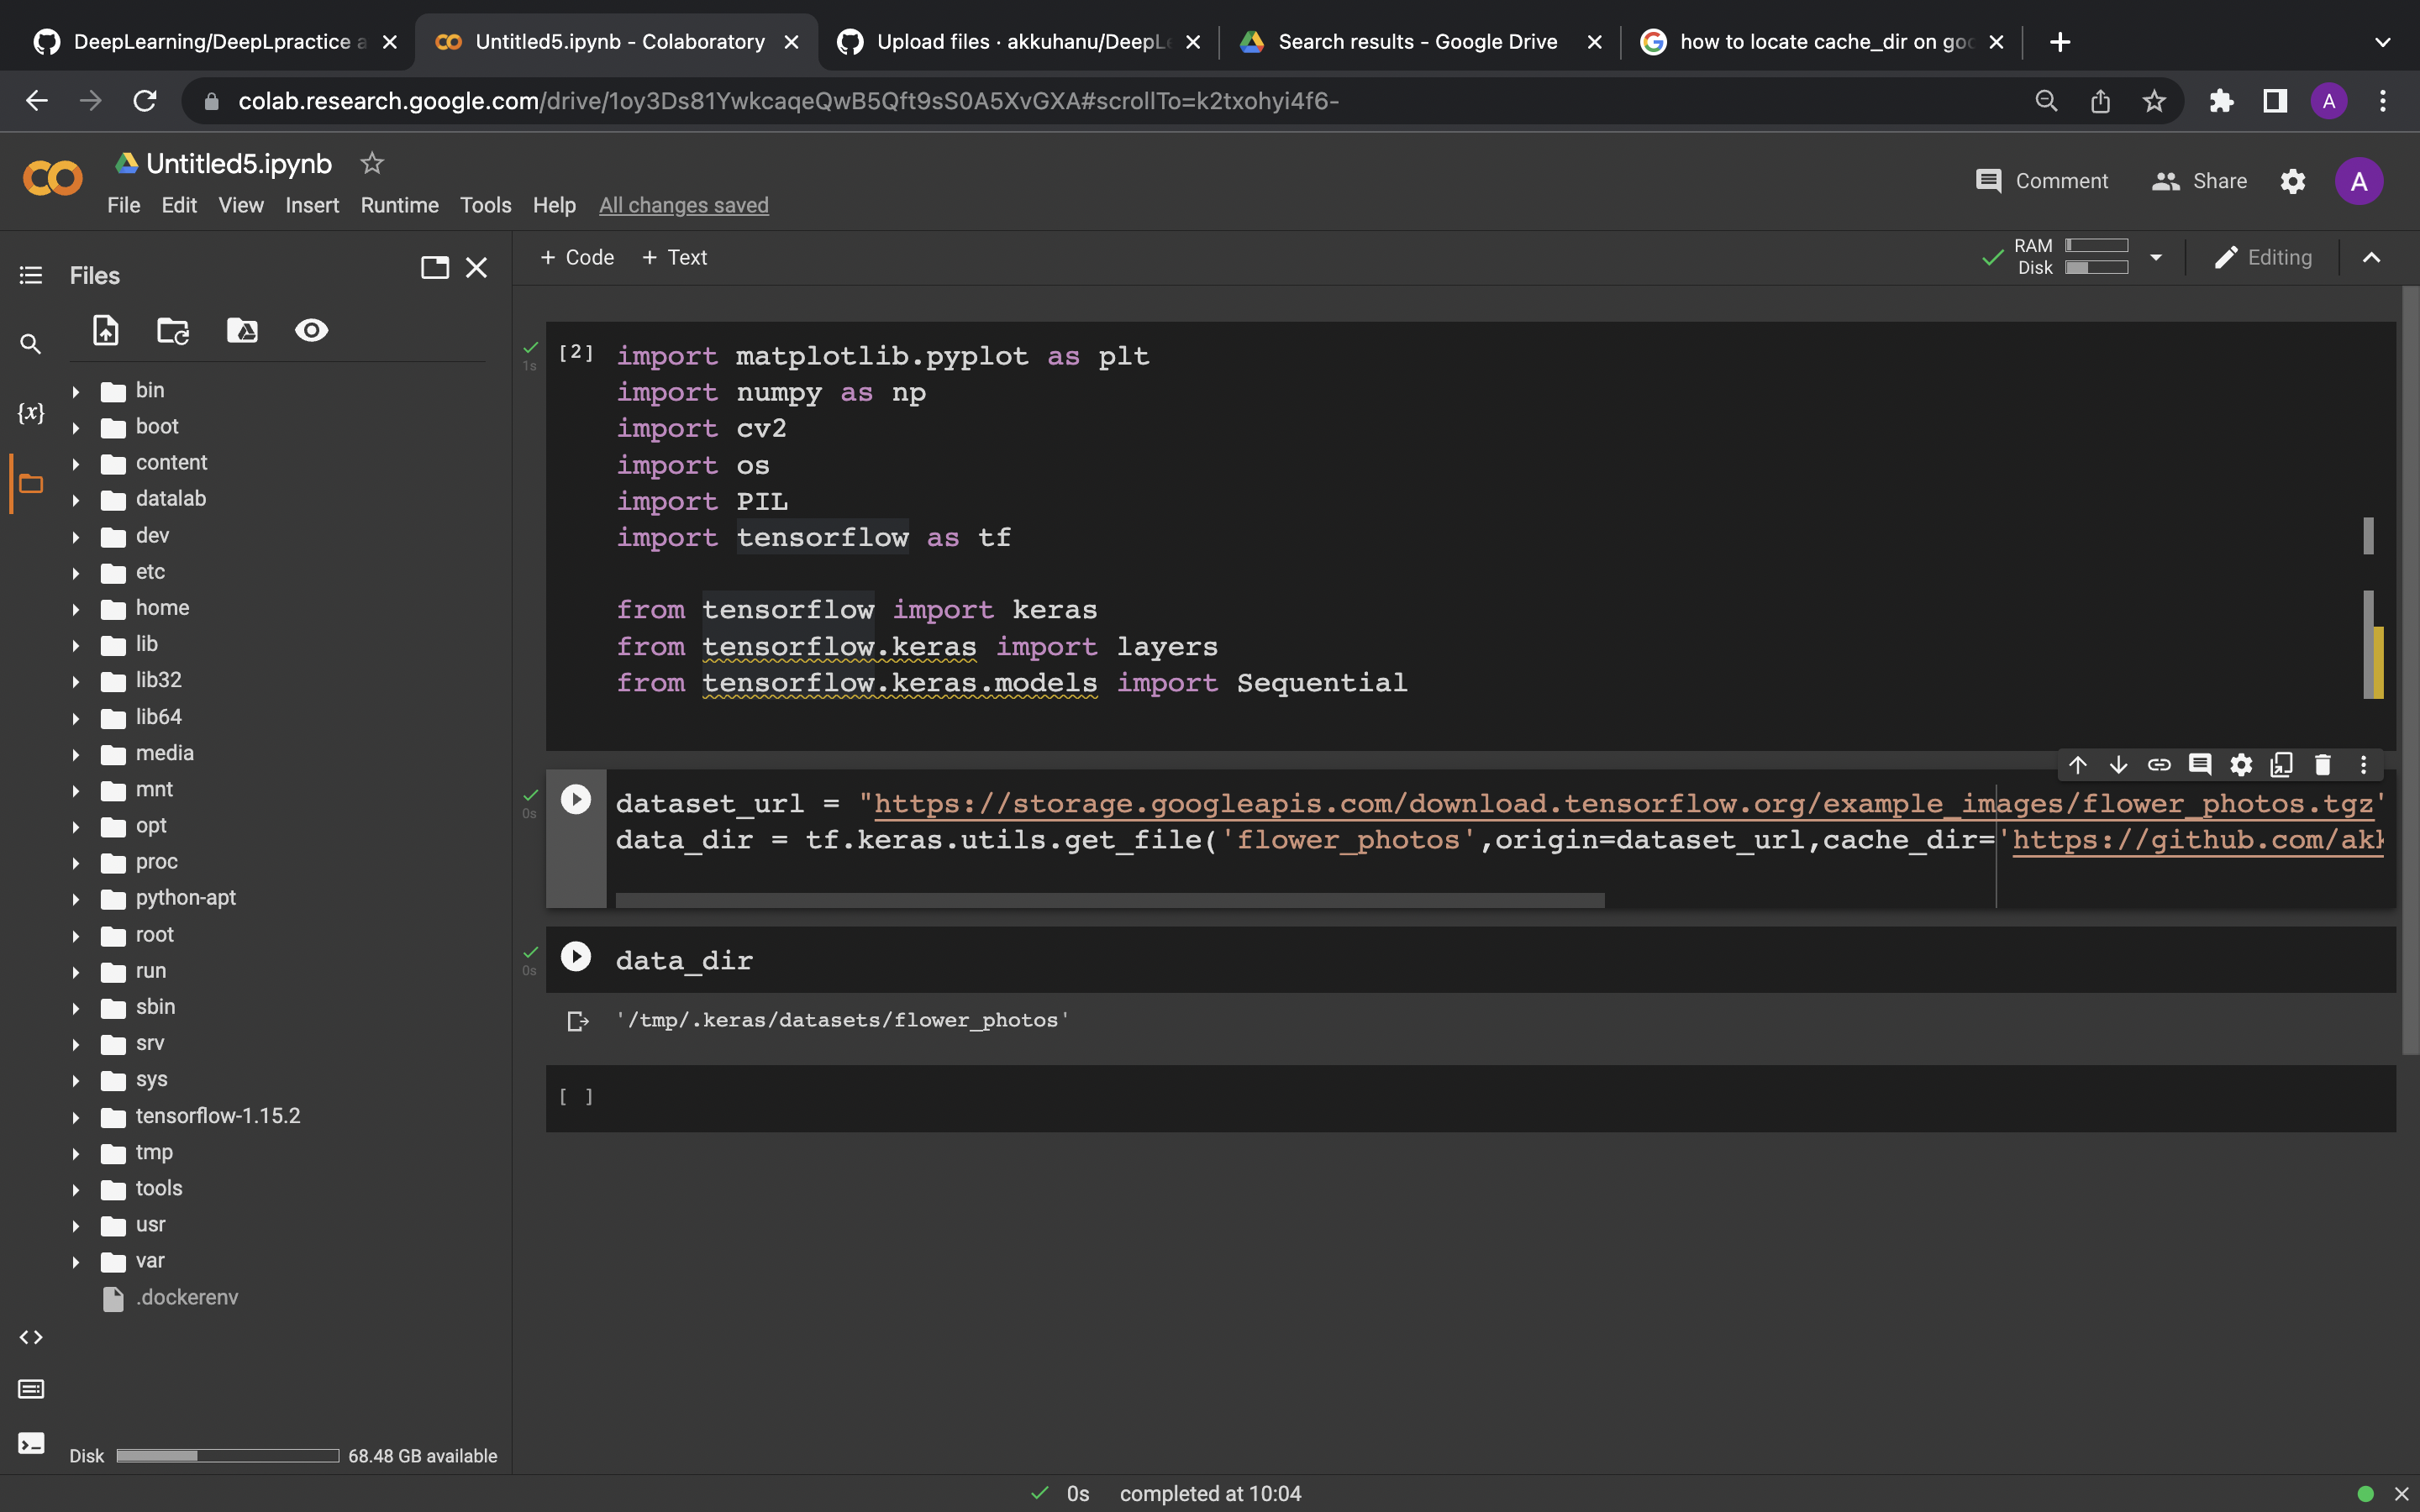 DeepLearning/DeepLpractice a
Untitled5.ipynb - Colaboratory
Upload files · akkuhanu/DeepLe
Search results - Google Drive
how to locate cache_dir on goo
colab.research.google.com/drive/1oy3Ds81YwkcaqeQwB5Qft9sS0A5XvGXA#scrollTo=k2txohyi4f6-
A
Untitled5.ipynb
Comment
Share
A
File Edit View Insert Runtime Tools Help All changes saved
Files
+ Code + Text
RAM
Disk
Editing
bin
boot
content
datalab
dev
etc
home
lib
lib32
lib64
media
mnt
opt
proc
python-apt
root
run
sbin
srv
sys
tensorflow-1.15.2
tmp
tools
usr
var
.dockerenv
{x}
Disk 68.48 GB available
1s
[2] import matplotlib.pyplot as plt
import numpy as np
import cv2
import os
import PIL
import tensorflow as tf
from tensorflow import keras
from tensorflow.keras import layers
from tensorflow.keras.models import Sequential
0s
dataset_url = "https://storage.googleapis.com/download.tensorflow.org/example_images/flower_photos.tgz"
data_dir = tf.keras.utils.get_file('flower_photos',origin=dataset_url,cache_dir='https://github.com/akk
0s
data_dir
'/tmp/.keras/datasets/flower_photos'
[ ]
0s completed at 10:04